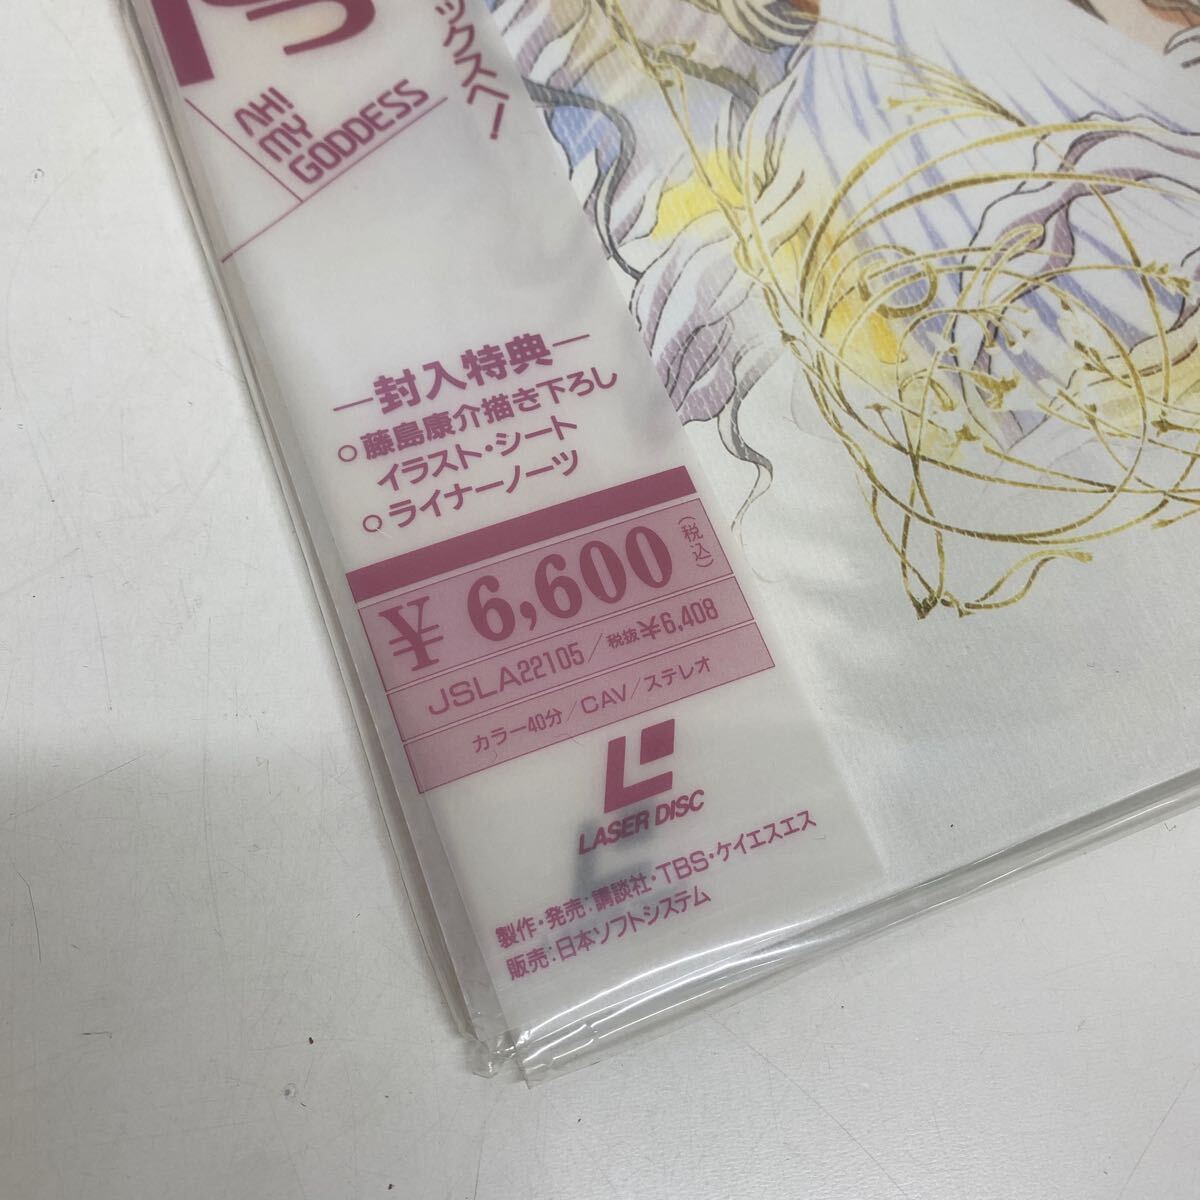 ックスへ!
AH!
MY
GODDESS
―封入特典―
○藤島康介描き下ろし
イラスト・シート
○ライナーノーツ
¥6,600(税込)
JSLA22105/税抜¥6,408
カラー40分/CAV/ステレオ
LASER DISC
製作・発売:講談社・TBS・ケイエスエス
販売:日本ソフトシステム